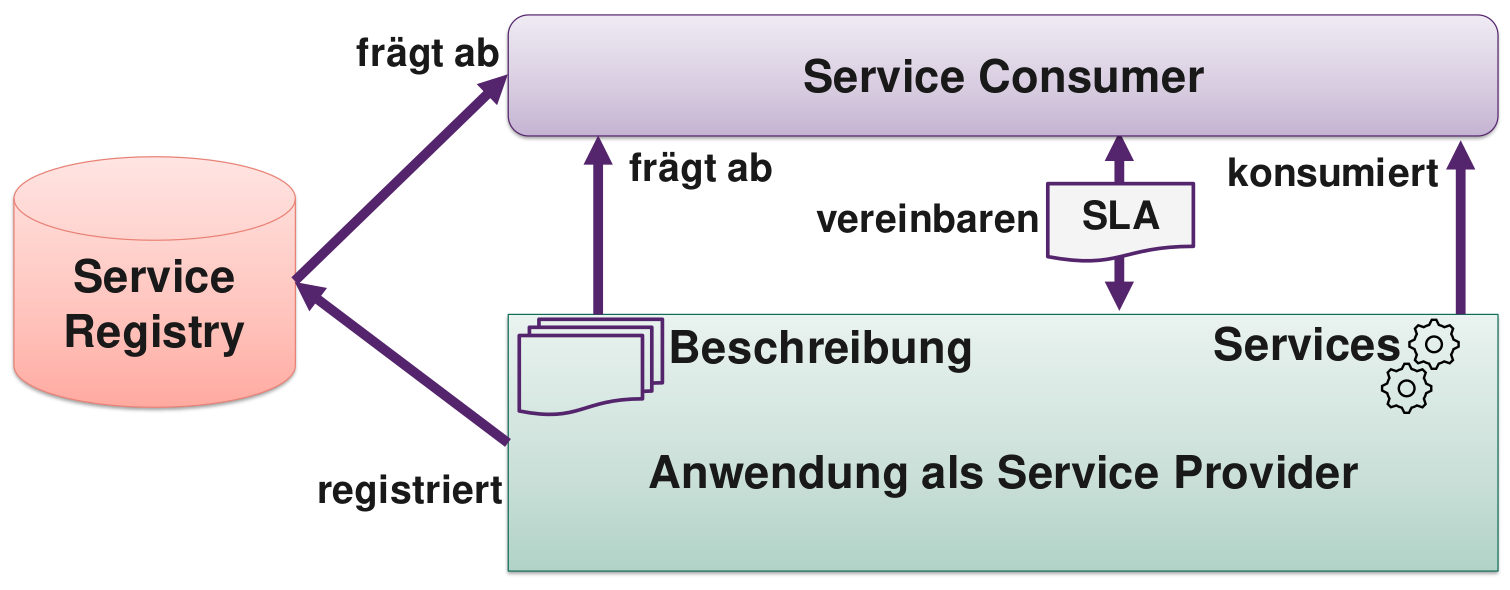 frägt ab
Service Consumer
frägt ab
konsumiert
vereinbaren
SLA
Service
Registry
Beschreibung
Services
Anwendung als Service Provider
registriert